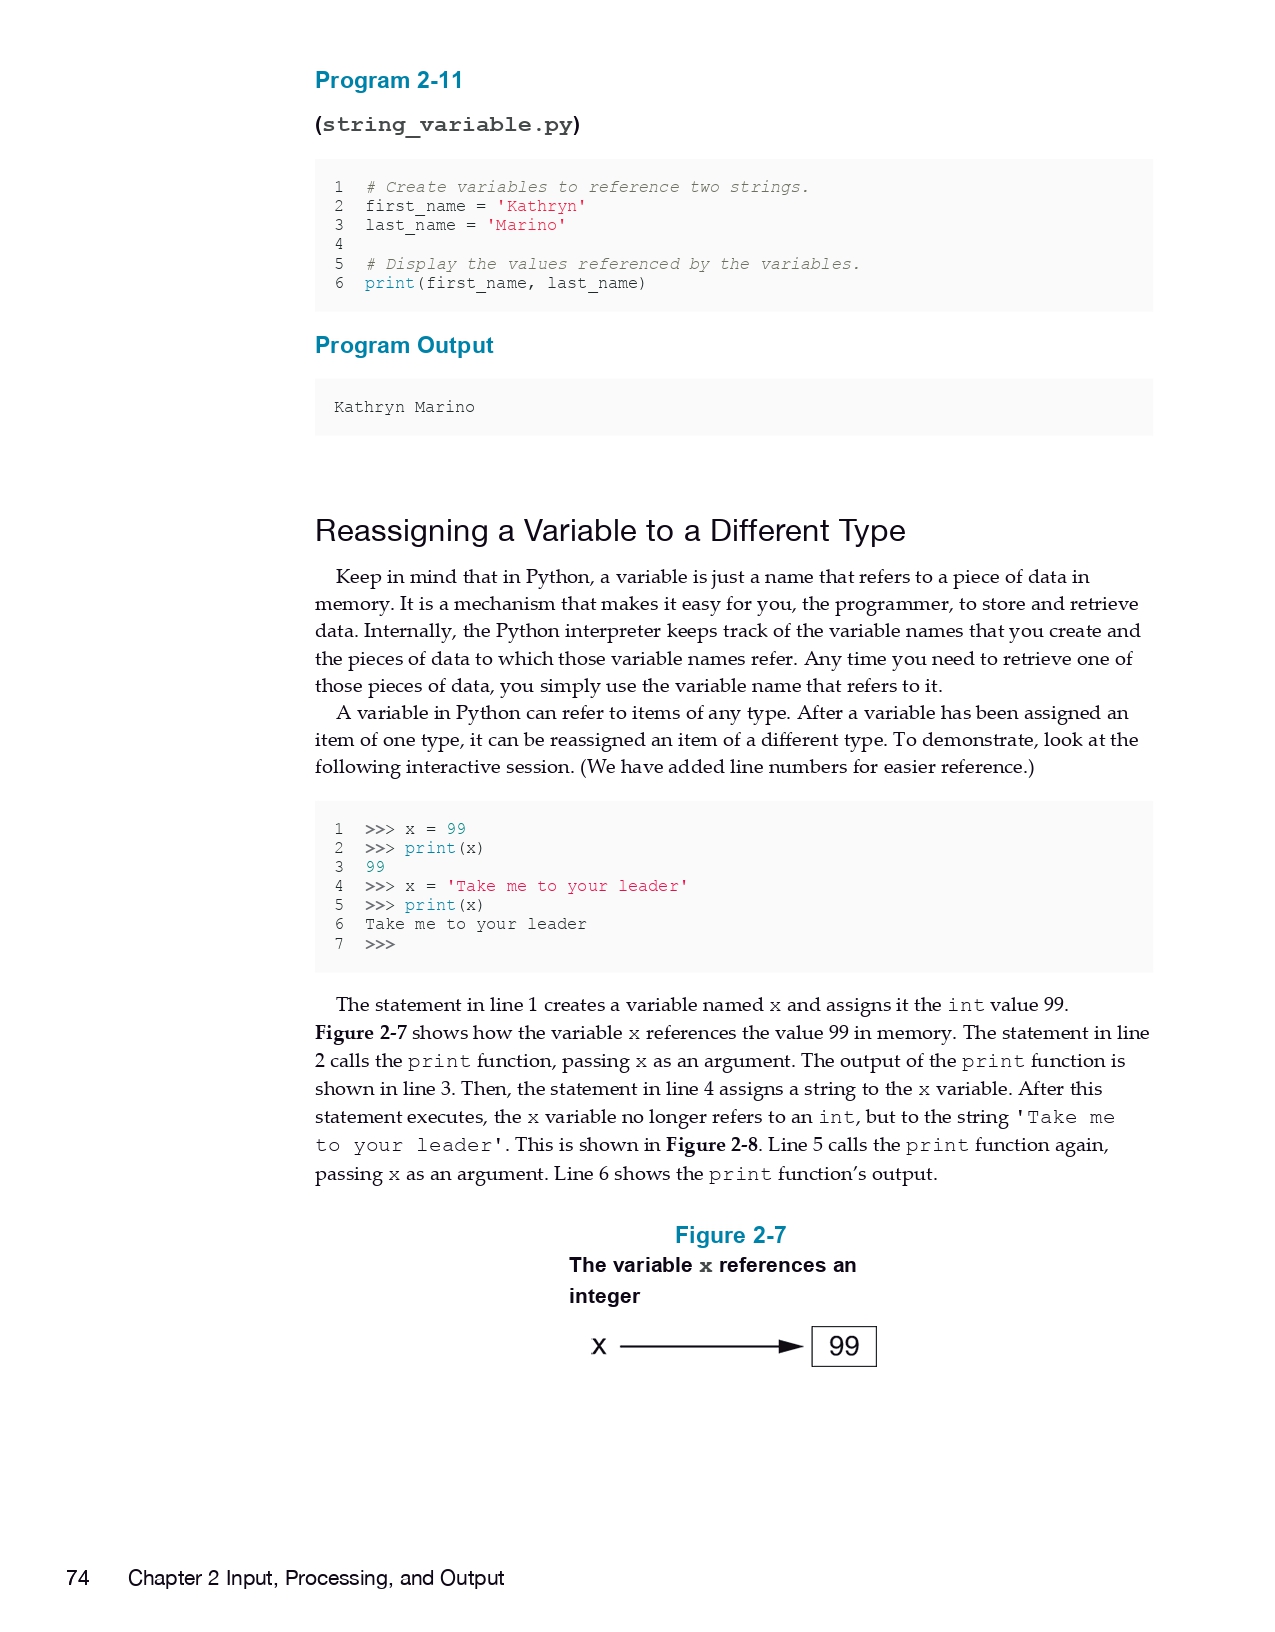 Program 2-11
(string_variable.py)
1 # Create variables to reference two strings.
2 first_name = 'Kathryn'
3 last_name = 'Marino'
4
5 # Display the values referenced by the variables.
6 print(first_name, last_name)
Program Output
Kathryn Marino
Reassigning a Variable to a Different Type
Keep in mind that in Python, a variable is just a name that refers to a piece of data in
memory. It is a mechanism that makes it easy for you, the programmer, to store and retrieve
data. Internally, the Python interpreter keeps track of the variable names that you create and
the pieces of data to which those variable names refer. Any time you need to retrieve one of
those pieces of data, you simply use the variable name that refers to it.
A variable in Python can refer to items of any type. After a variable has been assigned an
item of one type, it can be reassigned an item of a different type. To demonstrate, look at the
following interactive session. (We have added line numbers for easier reference.)
1 >>> x = 99
2 >>> print(x)
3 99
4 >>> x = 'Take me to your leader'
5 >>> print(x)
6 Take me to your leader
7 >>>
The statement in line 1 creates a variable named x and assigns it the int value 99.
Figure 2-7 shows how the variable x references the value 99 in memory. The statement in line
2 calls the print function, passing x as an argument. The output of the print function is
shown in line 3. Then, the statement in line 4 assigns a string to the x variable. After this
statement executes, the x variable no longer refers to an int, but to the string 'Take me
to your leader'. This is shown in Figure 2-8. Line 5 calls the print function again,
passing x as an argument. Line 6 shows the print function’s output.
Figure 2-7
The variable x references an
integer
x 99
74 Chapter 2 Input, Processing, and Output